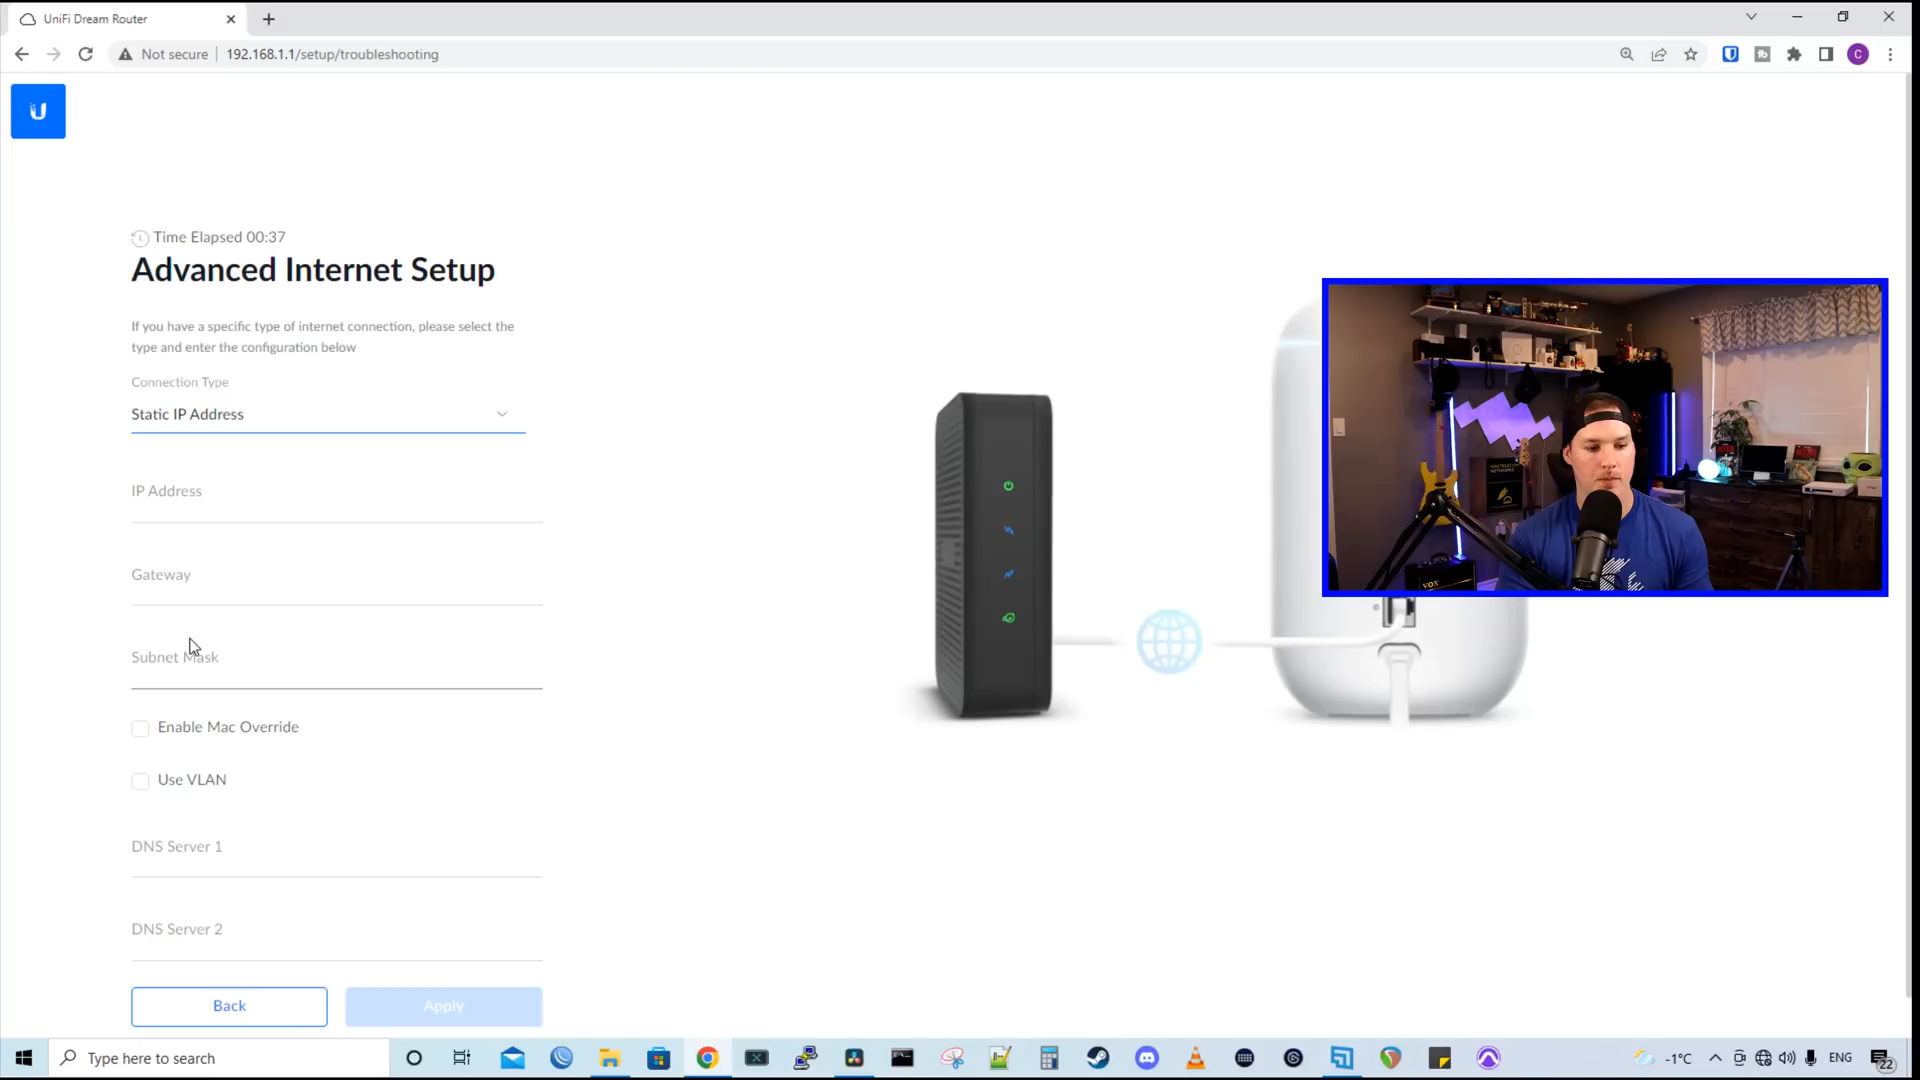 UniFi Dream Router
Not secure
192.168.1.1/setup/troubleshooting
C
Time Elapsed 00:37
Advanced Internet Setup
If you have a specific type of internet connection, please select the
type and enter the configuration below
Connection Type
Static IP Address
IP Address
Gateway
Subnet Mask
Enable Mac Override
Use VLAN
DNS Server 1
DNS Server 2
Back
Apply
VOX
Type here to search
-1°C
ENG
22